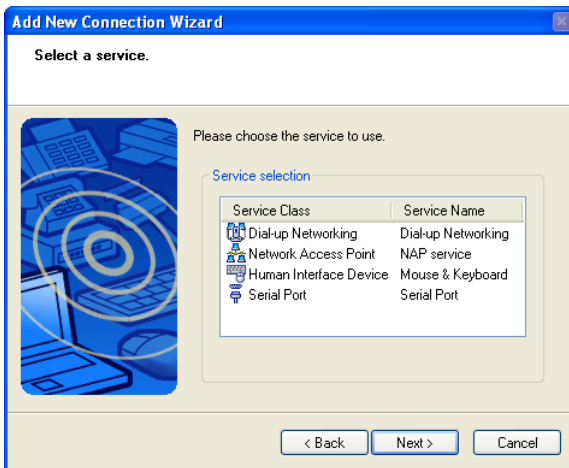 Add New Connection Wizard
Select a service.
Please choose the service to use.
Service selection
Service Class Service Name
Dial-up Networking Dial-up Networking
Network Access Point NAP service
Human Interface Device Mouse & Keyboard
Serial Port Serial Port
< Back Next > Cancel